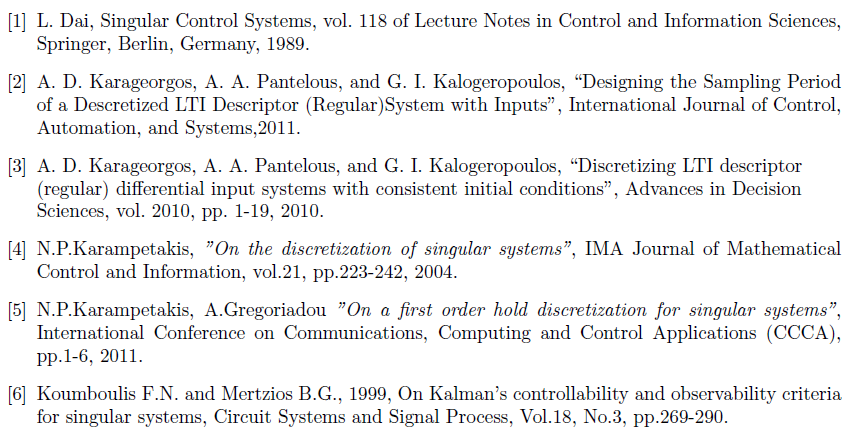 [1] L. Dai, Singular Control Systems, vol. 118 of Lecture Notes in Control and Information Sciences,
Springer, Berlin, Germany, 1989.
[2] A. D. Karageorgos, A. A. Pantelous, and G. I. Kalogeropoulos, “Designing the Sampling Period
of a Descretized LTI Descriptor (Regular)System with Inputs”, International Journal of Control,
Automation, and Systems,2011.
[3] A. D. Karageorgos, A. A. Pantelous, and G. I. Kalogeropoulos, “Discretizing LTI descriptor
(regular) differential input systems with consistent initial conditions”, Advances in Decision
Sciences, vol. 2010, pp. 1-19, 2010.
[4] N.P.Karampetakis, ”On the discretization of singular systems”, IMA Journal of Mathematical
Control and Information, vol.21, pp.223-242, 2004.
[5] N.P.Karampetakis, A.Gregoriadou ”On a first order hold discretization for singular systems”,
International Conference on Communications, Computing and Control Applications (CCCA),
pp.1-6, 2011.
[6] Koumboulis F.N. and Mertzios B.G., 1999, On Kalman’s controllability and observability criteria
for singular systems, Circuit Systems and Signal Process, Vol.18, No.3, pp.269-290.